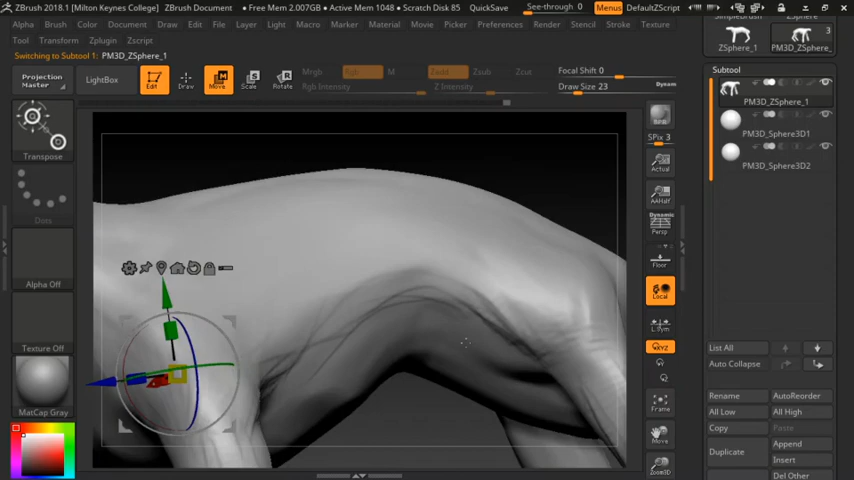 ZBrush 2018.1 [Milton Keynes College] ZBrush Document • Free Mem 2.007GB • Active Mem 1048 • Scratch Disk 85 QuickSave See-through 0 Menus DefaultZScript
Alpha Brush Color Document Draw Edit File Layer Light Macro Marker Material Movie Picker Preferences Render Stencil Stroke Texture
Tool Transform Zplugin Zscript
SimpleBrush ZSphere
ZSphere_1 PM3D_ZSphere_ 3
Switching to Subtool 1: PM3D_ZSphere_1
Projection Master LightBox Edit Draw Move Scale Rotate
Mrgb Rgb M Zadd Zsub Zcut
Rgb Intensity Z Intensity
Focal Shift 0
Draw Size 23 Dynam
Subtool
PM3D_ZSphere_1
PM3D_Sphere3D1
PM3D_Sphere3D2
Transpose
Dots
Alpha Off
Texture Off
MatCap Gray
BPR
SPix 3
Actual
AAHalf
Dynamic
Persp
Floor
Local
L.Sym
XYZ
Frame
Move
Zoom3D
List All
Auto Collapse
Rename AutoReorder
All Low All High
Copy Paste
Duplicate Append
Insert
Del Other